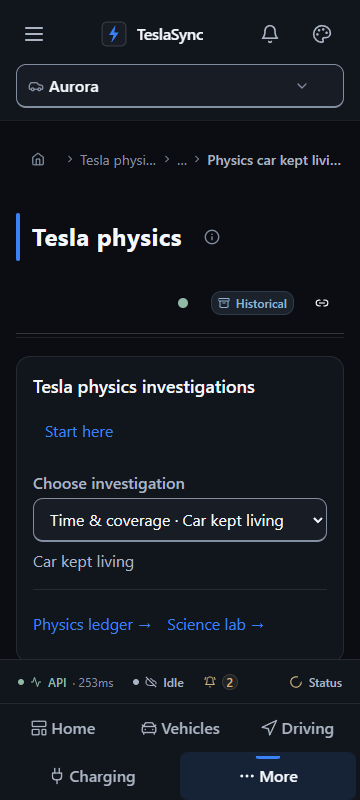 TeslaSync
Aurora
Tesla physi... > ... > Physics car kept livi...
Tesla physics
Historical
Tesla physics investigations
Start here
Choose investigation
Time & coverage · Car kept living
Car kept living
Physics ledger → Science lab →
API · 253ms Idle 2 Status
Home Vehicles Driving
Charging ··· More